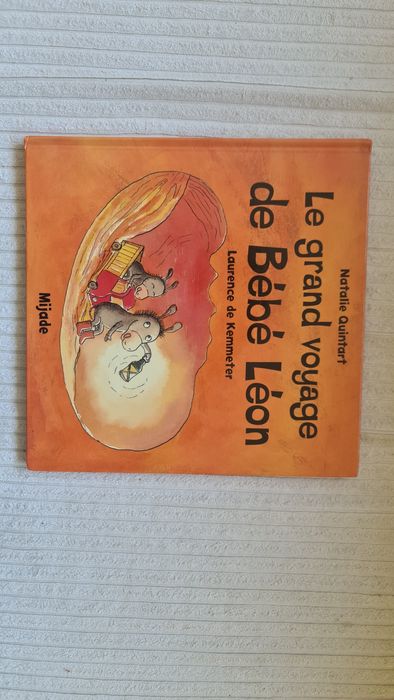 Natalie Quintart
Le grand voyage
de Bébé Léon
Laurence de Kemmeter
Mijade